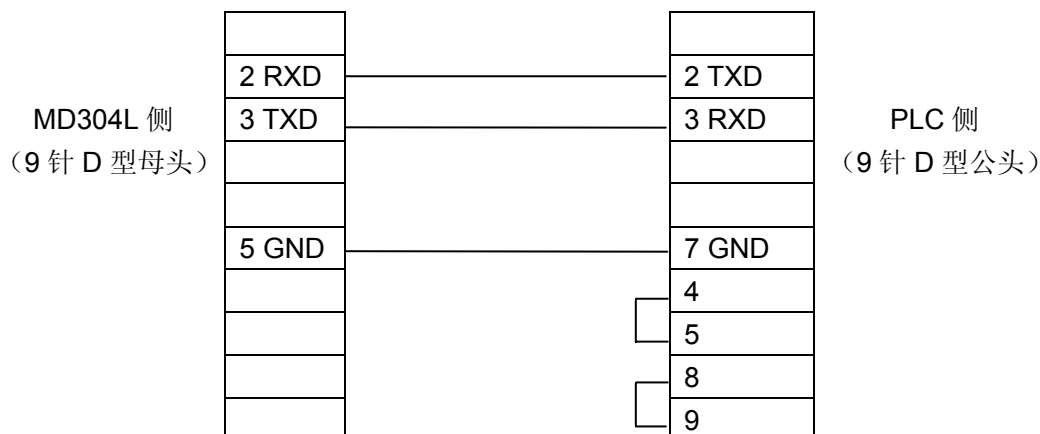 2 RXD
2 TXD
MD304L 侧
3 TXD
3 RXD
PLC 侧
（9 针 D 型母头）
（9 针 D 型公头）
5 GND
7 GND
4
5
8
9